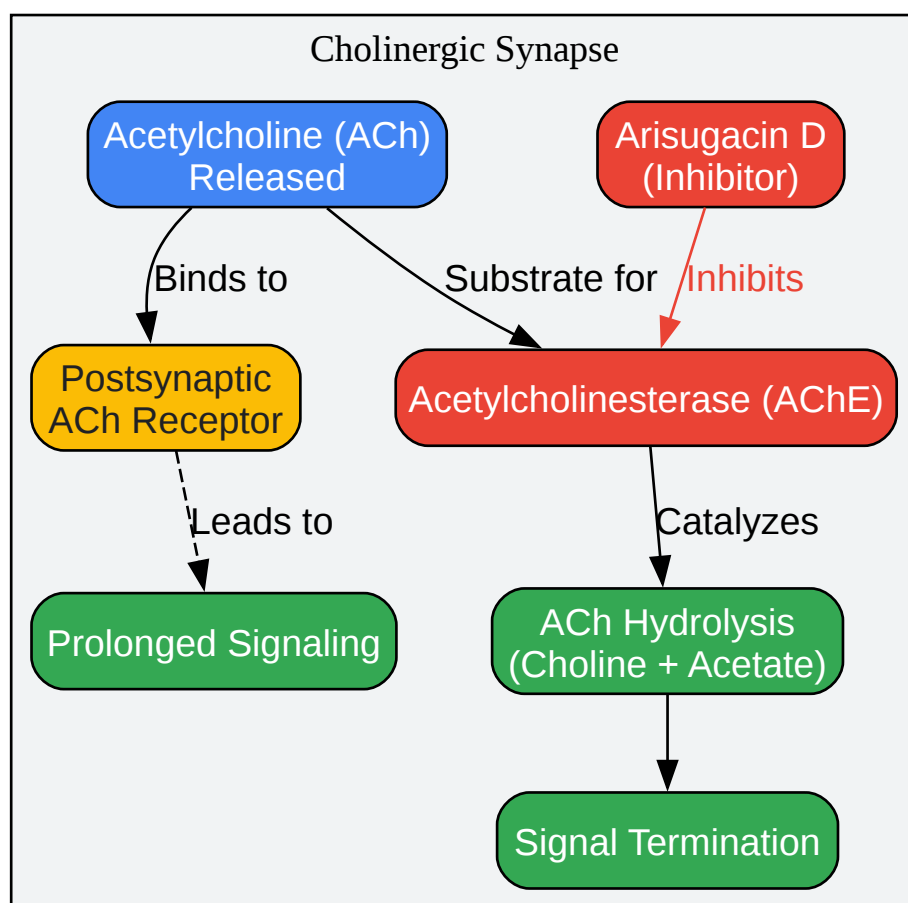 Cholinergic Synapse
Acetylcholine (ACh)
Released
Arisugacin D
(Inhibitor)
Binds to
Substrate for
Inhibits
Postsynaptic
ACh Receptor
Acetylcholinesterase (AChE)
Leads to
Catalyzes
Prolonged Signaling
ACh Hydrolysis
(Choline + Acetate)
Signal Termination